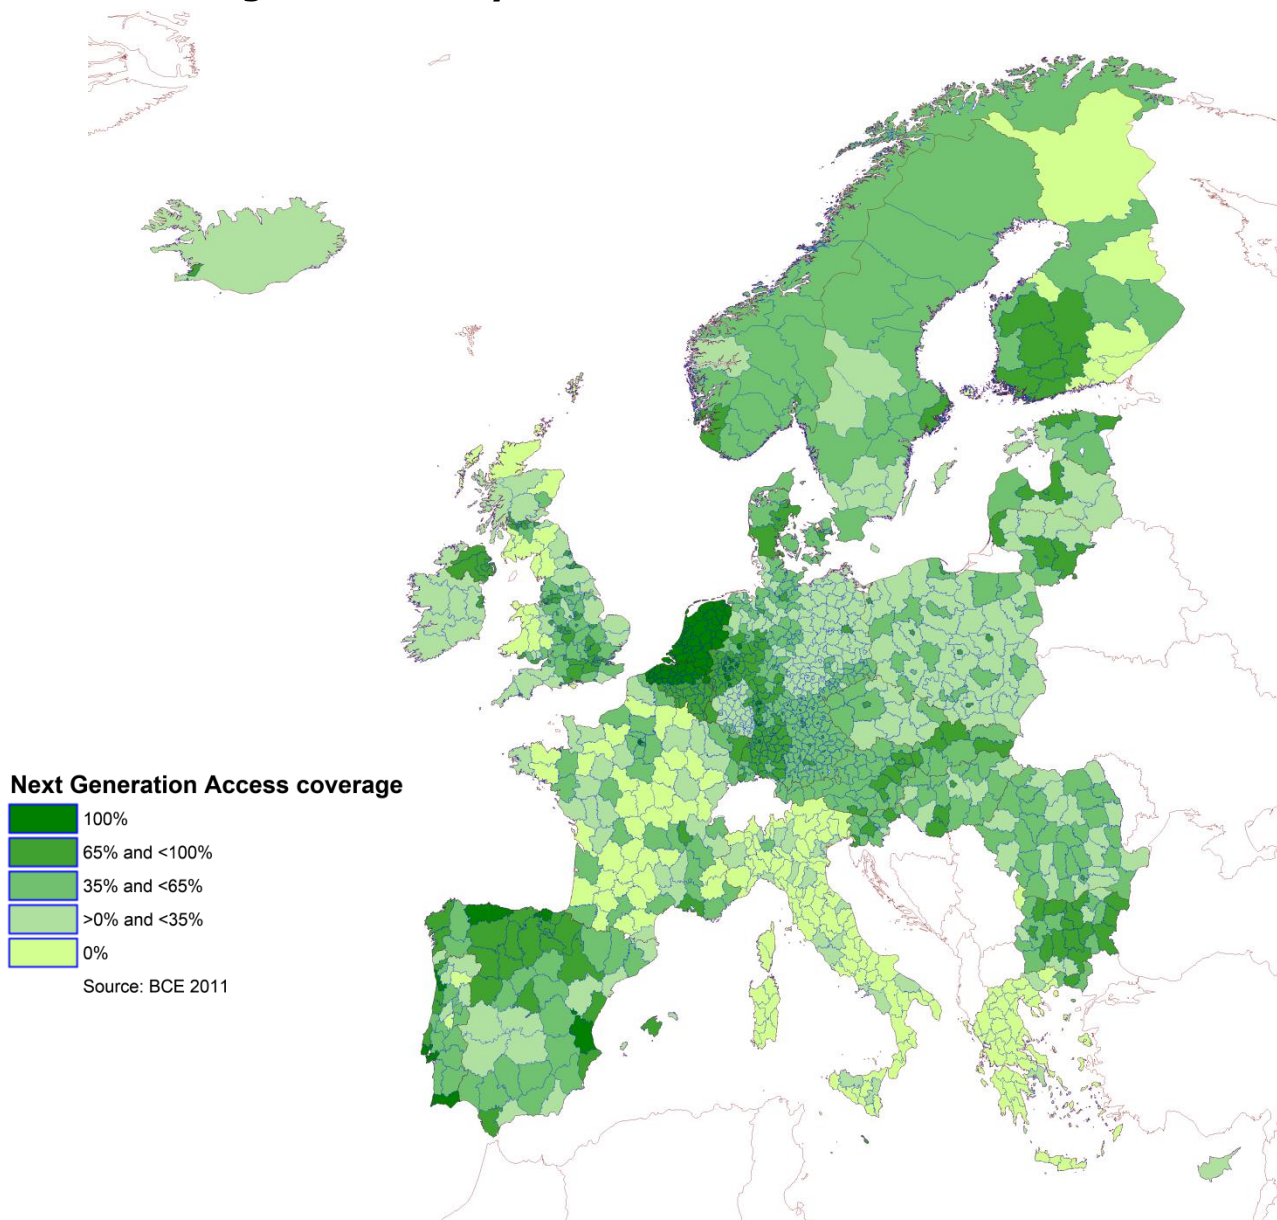 Next Generation Access coverage
100%
65% and <100%
35% and <65%
>0% and <35%
0%
Source: BCE 2011